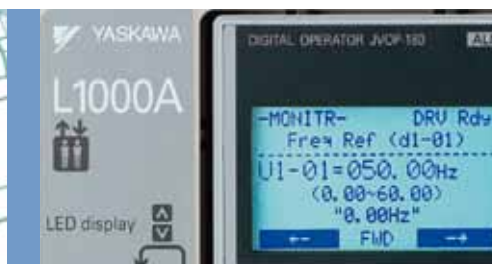 YASKAWA
L1000A
LED display
DIGITAL OPERATOR JVOP-180
-MONITR- DRV Rdy
Freq Ref (d1-01)
U1-01=050.00Hz
(0.00~60.00)
"0.00Hz"
FWD